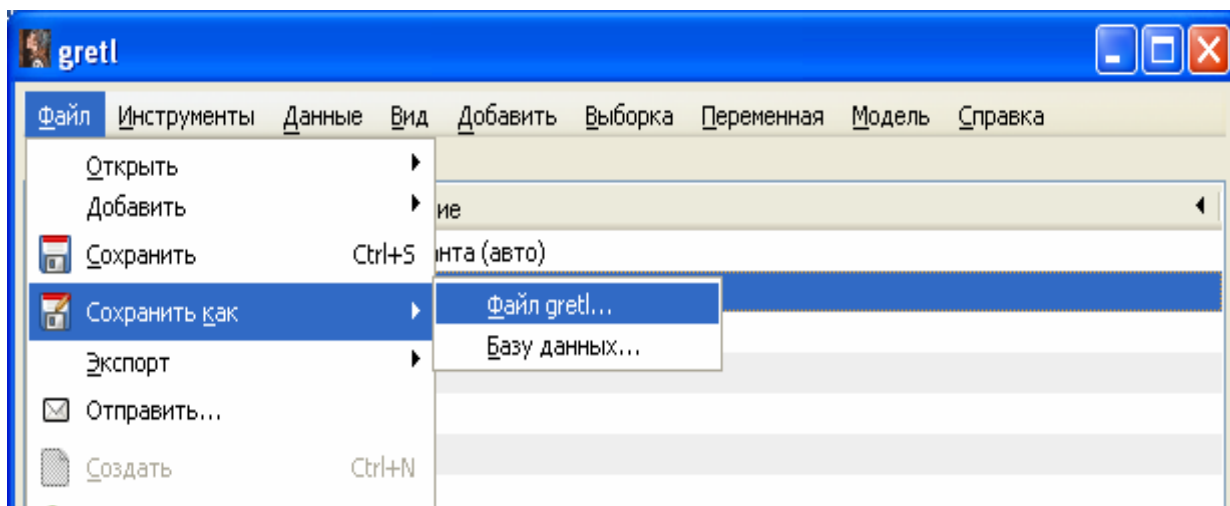 gretl
Файл Инструменты Данные Вид Добавить Выборка Переменная Модель Справка
Открыть
Добавить
ие
Сохранить Ctrl+S
нта (авто)
Сохранить как
Файл gretl...
Базу данных...
Экспорт
Отправить...
Создать Ctrl+N